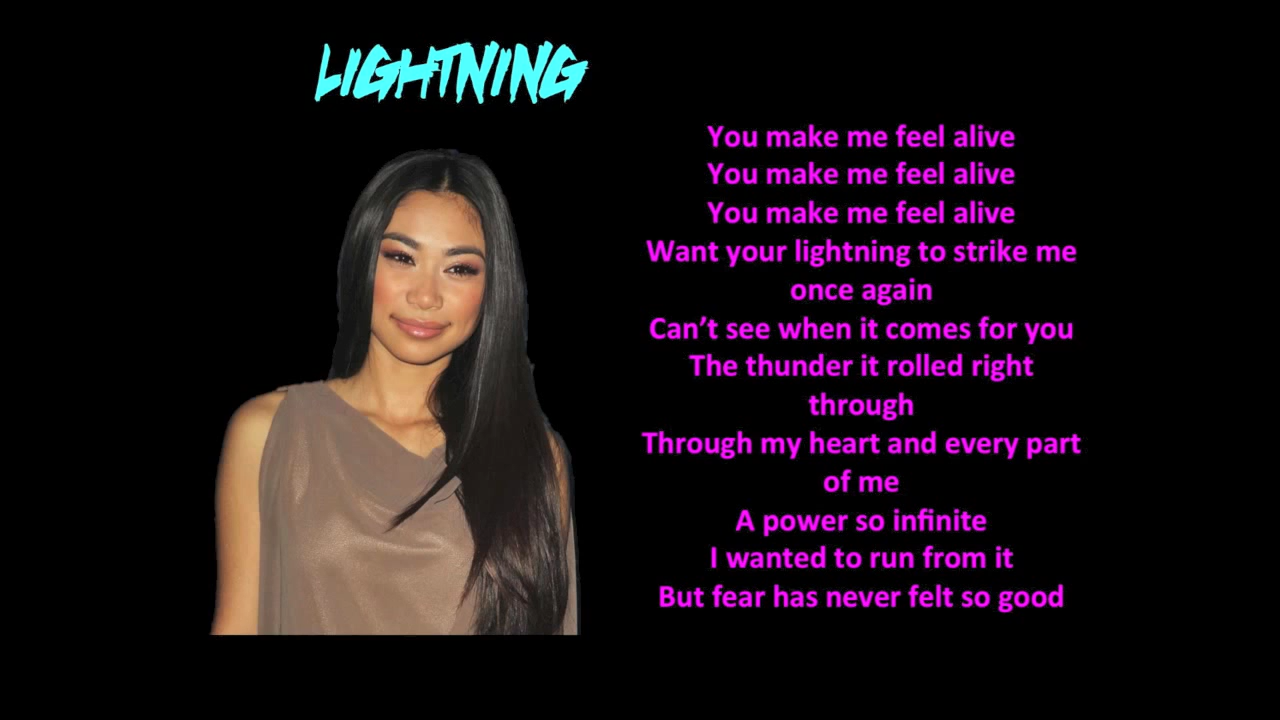 LIGHTNING
You make me feel alive
You make me feel alive
You make me feel alive
Want your lightning to strike me
once again
Can’t see when it comes for you
The thunder it rolled right
through
Through my heart and every part
of me
A power so infinite
I wanted to run from it
But fear has never felt so good